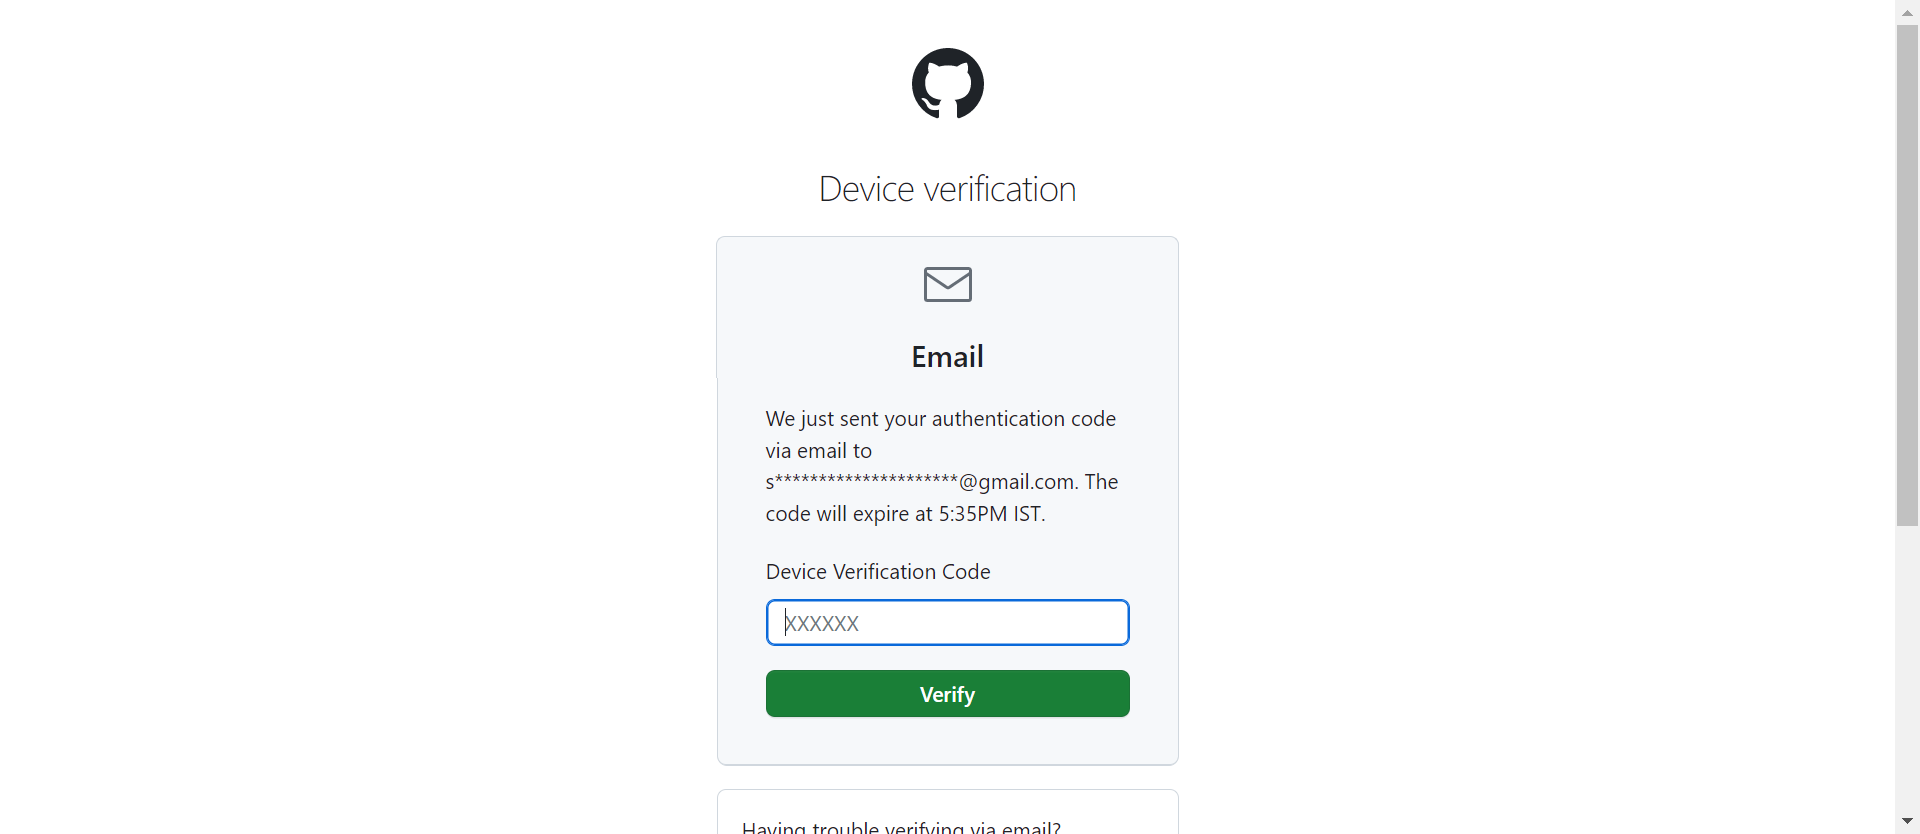 Device verification
Email
We just sent your authentication code
via email to
s*********************@gmail.com. The
code will expire at 5:35PM IST.
Device Verification Code
XXXXXX
Verify
Having trouble verifying via email?